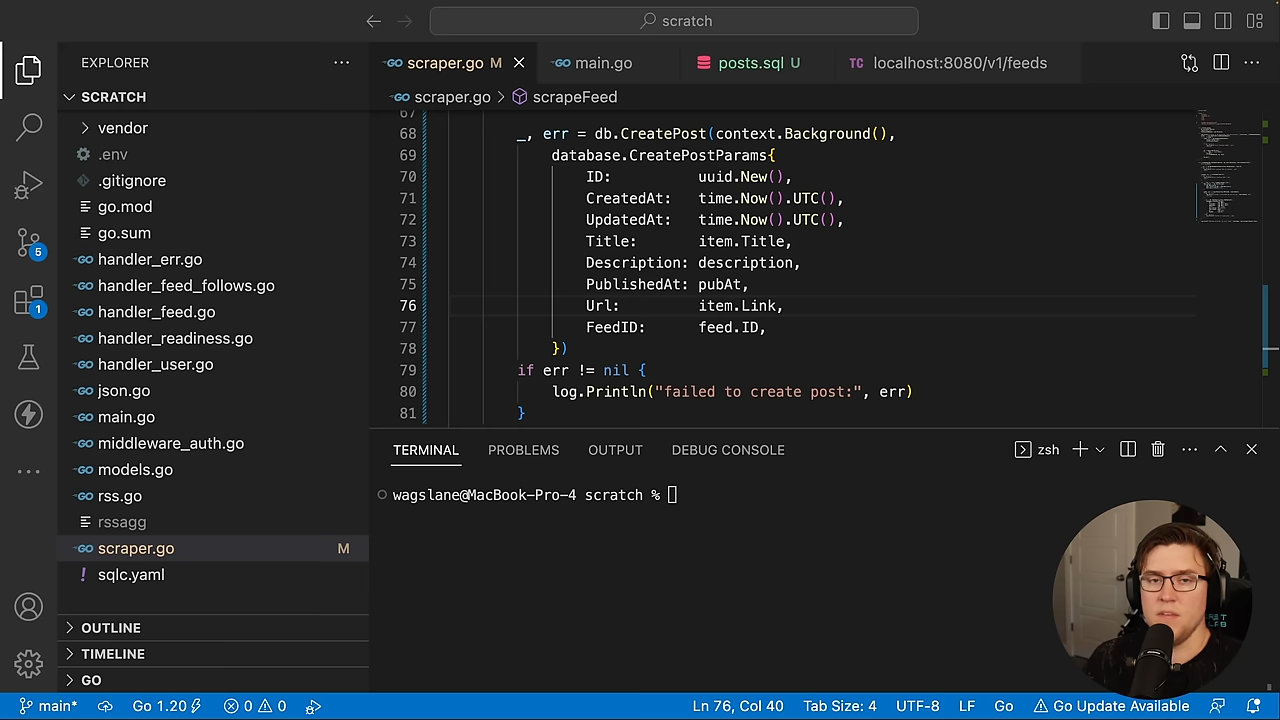 scratch
EXPLORER
SCRATCH
vendor
.env
.gitignore
go.mod
go.sum
handler_err.go
handler_feed_follows.go
handler_feed.go
handler_readiness.go
handler_user.go
json.go
main.go
middleware_auth.go
models.go
rss.go
rssagg
scraper.go M
sqlc.yaml
OUTLINE
TIMELINE
GO
5
1
scraper.go M
main.go
posts.sql U
TC localhost:8080/v1/feeds
scraper.go > scrapeFeed
67
68 _, err = db.CreatePost(context.Background(),
69 database.CreatePostParams{
70 ID: uuid.New(),
71 CreatedAt: time.Now().UTC(),
72 UpdatedAt: time.Now().UTC(),
73 Title: item.Title,
74 Description: description,
75 PublishedAt: pubAt,
76 Url: item.Link,
77 FeedID: feed.ID,
78 })
79 if err != nil {
80 log.Println("failed to create post:", err)
81 }
TERMINAL PROBLEMS OUTPUT DEBUG CONSOLE
zsh
wagslane@MacBook-Pro-4 scratch %
main* Go 1.20 0 0 Ln 76, Col 40 Tab Size: 4 UTF-8 LF Go Go Update Available